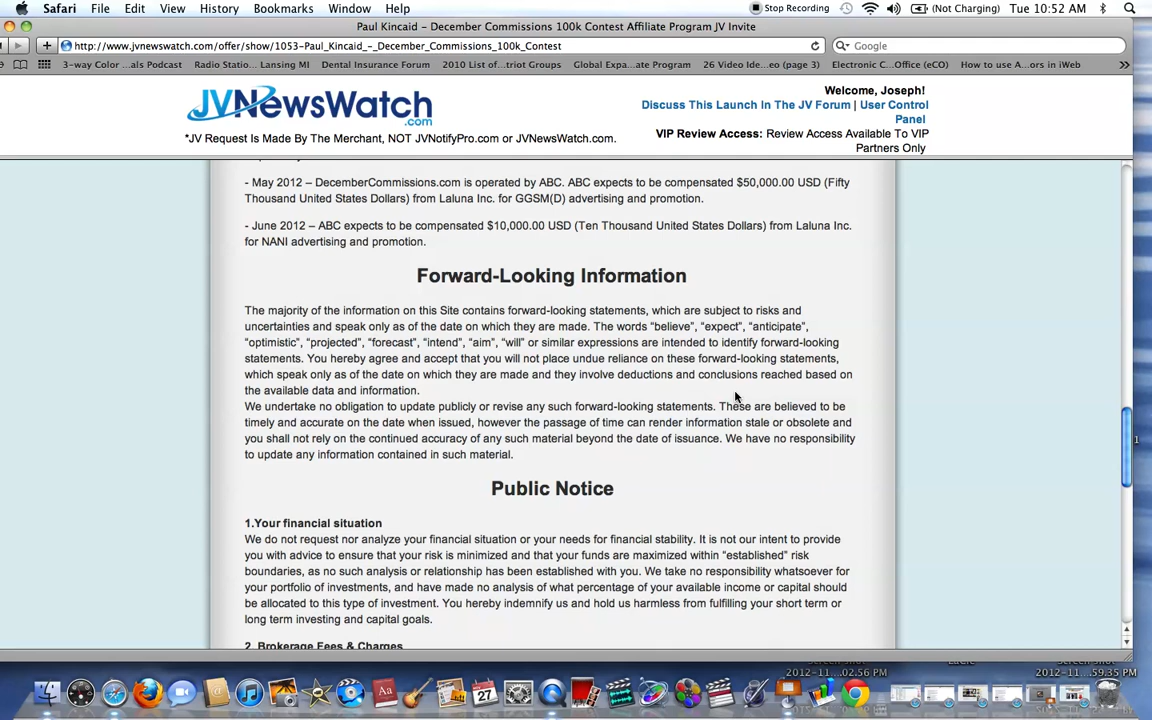 Safari File Edit View History Bookmarks Window Help Stop Recording (Not Charging) Tue 10:52 AM
Paul Kincaid – December Commissions 100k Contest Affiliate Program JV Invite
http://www.jvnewswatch.com/offer/show/1053-Paul_Kincaid_-_December_Commissions_100k_Contest Google
3-way Color ...als Podcast Radio Statio... Lansing MI Dental Insurance Forum 2010 List of...triot Groups Global Expa...ate Program 26 Video Ide...eo (page 3) Electronic C...Office (eCO) How to use A...ors in iWeb
JVNewsWatch
.com
*JV Request Is Made By The Merchant, NOT JVNotifyPro.com or JVNewsWatch.com.
Welcome, Joseph!
Discuss This Launch In The JV Forum | User Control
Panel
VIP Review Access: Review Access Available To VIP
Partners Only
- May 2012 – DecemberCommissions.com is operated by ABC. ABC expects to be compensated $50,000.00 USD (Fifty
Thousand United States Dollars) from Laluna Inc. for GGSM(D) advertising and promotion.
- June 2012 – ABC expects to be compensated $10,000.00 USD (Ten Thousand United States Dollars) from Laluna Inc.
for NANI advertising and promotion.
Forward-Looking Information
The majority of the information on this Site contains forward-looking statements, which are subject to risks and
uncertainties and speak only as of the date on which they are made. The words “believe”, “expect”, “anticipate”,
“optimistic”, “projected”, “forecast”, “intend”, “aim”, “will” or similar expressions are intended to identify forward-looking
statements. You hereby agree and accept that you will not place undue reliance on these forward-looking statements,
which speak only as of the date on which they are made and they involve deductions and conclusions reached based on
the available data and information.
We undertake no obligation to update publicly or revise any such forward-looking statements. These are believed to be
timely and accurate on the date when issued, however the passage of time can render information stale or obsolete and
you shall not rely on the continued accuracy of any such material beyond the date of issuance. We have no responsibility
to update any information contained in such material.
Public Notice
1.Your financial situation
We do not request nor analyze your financial situation or your needs for financial stability. It is not our intent to provide
you with advice to ensure that your risk is minimized and that your funds are maximized within “established” risk
boundaries, as no such analysis or relationship has been established with you. We take no responsibility whatsoever for
your portfolio of investments, and have made no analysis of what percentage of your available income or capital should
be allocated to this type of investment. You hereby indemnify us and hold us harmless from fulfilling your short term or
long term investing and capital goals.
2. Brokerage Fees & Charges
2012-11....02.56 PM 2012-11...59.35 PM
27